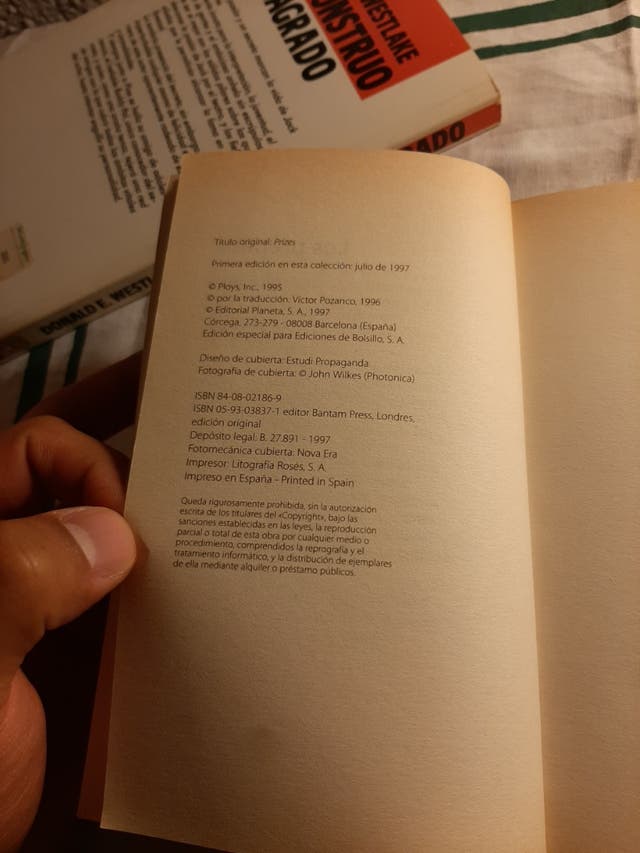 WESTLAKE
ONSTRUO
AGRADO
ADO
DONALD E. WESTL
Título original: Prizes
Primera edición en esta colección: julio de 1997
© Ploys, Inc., 1995
© por la traducción: Víctor Pozanco, 1996
© Editorial Planeta, S. A., 1997
Córcega, 273-279 - 08008 Barcelona (España)
Edición especial para Ediciones de Bolsillo, S. A.
Diseño de cubierta: Estudi Propaganda
Fotografía de cubierta: © John Wilkes (Photonica)
ISBN 84-08-02186-9
ISBN 05-93-03837-1 editor Bantam Press, Londres,
edición original
Depósito legal: B. 27.891 - 1997
Fotomecánica cubierta: Nova Era
Impresor: Litografía Rosés, S. A.
Impreso en España - Printed in Spain
Queda rigurosamente prohibida, sin la autorización
escrita de los titulares del «Copyright», bajo las
sanciones establecidas en las leyes, la reproducción
parcial o total de esta obra por cualquier medio o
procedimiento, comprendidos la reprografía y el
tratamiento informático, y la distribución de ejemplares
de ella mediante alquiler o préstamo públicos.